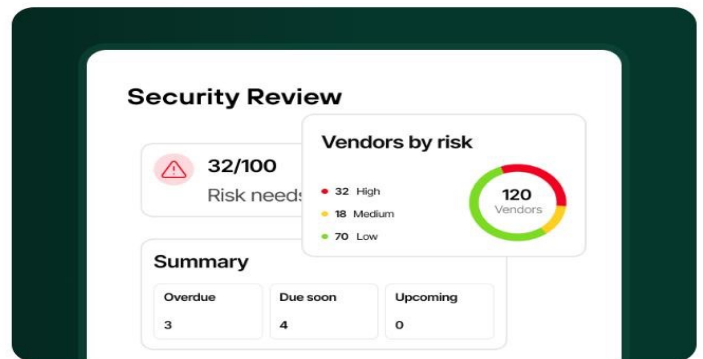 Security Review
32/100
Risk needs
Vendors by risk
32 High
18 Medium
70 Low
120
Vendors
Summary
Overdue
Due soon
Upcoming
3
4
0